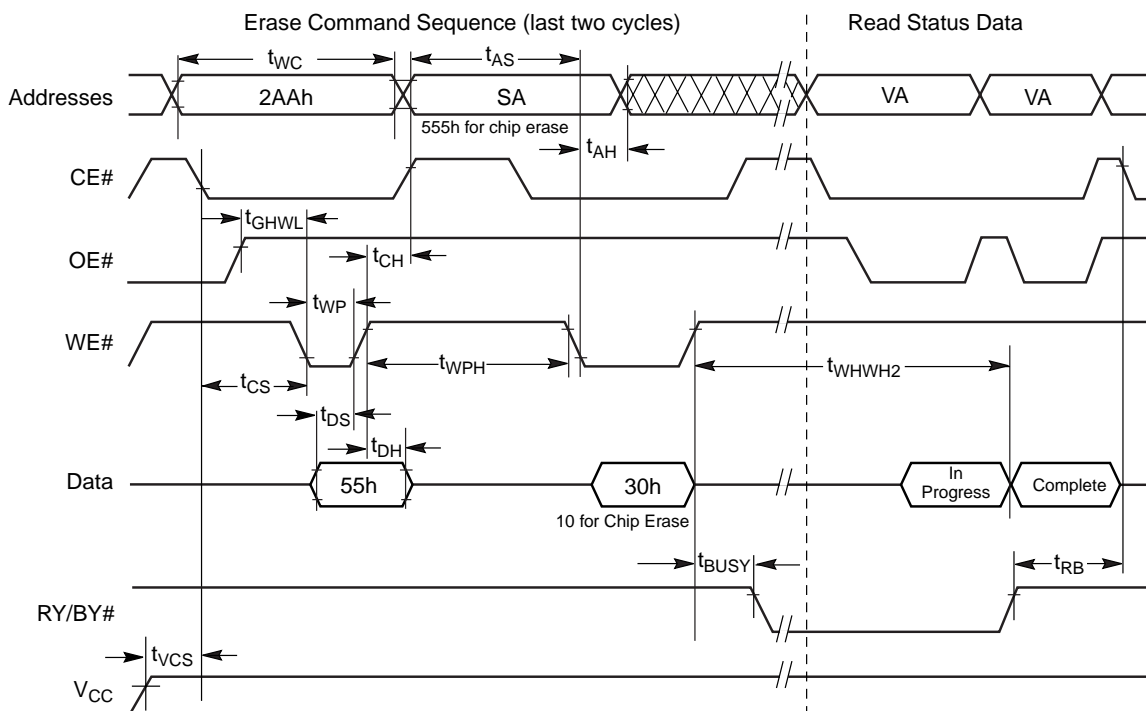 Erase Command Sequence (last two cycles)
Read Status Data
tWC
tAS
Addresses
2AAh
SA
VA
VA
555h for chip erase
tAH
CE#
tGHWL
OE#
tCH
tWP
WE#
tWPH
tWHWH2
tCS
tDS
tDH
Data
55h
30h
In
Progress
Complete
10 for Chip Erase
tBUSY
tRB
RY/BY#
tVCS
VCC